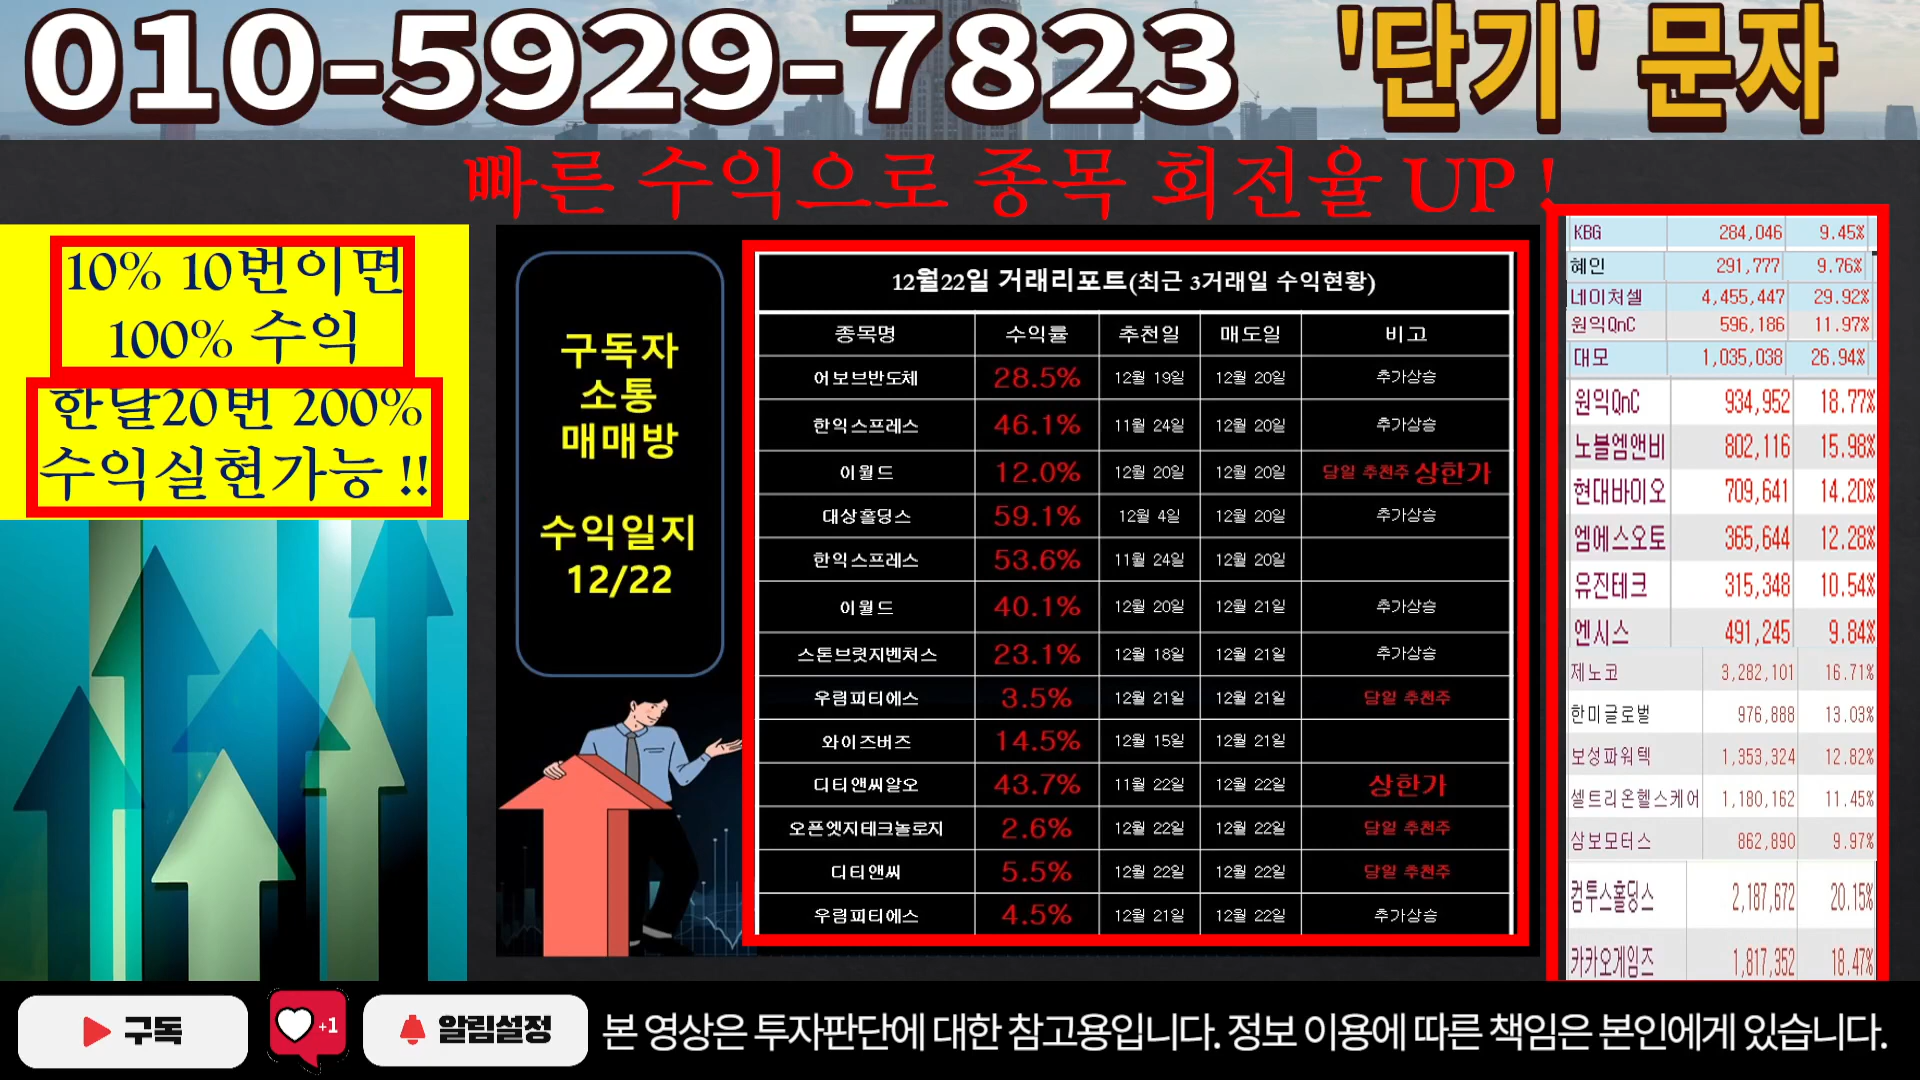 010-5929-7823 '단기' 문자
빠른 수익으로 종목 회전율 UP !
10% 10번이면
100% 수익
한달20번 200%
수익실현가능 !!
구독자
소통
매매방
수익일지
12/22
12월22일 거래리포트(최근 3거래일 수익현황)
종목명 수익률 추천일 매도일 비고
어보브반도체 28.5% 12월 19일 12월 20일 추가상승
한익스프레스 46.1% 11월 24일 12월 20일 추가상승
이월드 12.0% 12월 20일 12월 20일 당일 추천주 상한가
대상홀딩스 59.1% 12월 4일 12월 20일 추가상승
한익스프레스 53.6% 11월 24일 12월 20일
이월드 40.1% 12월 20일 12월 21일 추가상승
스톤브릿지벤처스 23.1% 12월 18일 12월 21일 추가상승
우림피티에스 3.5% 12월 21일 12월 21일 당일 추천주
와이즈버즈 14.5% 12월 15일 12월 21일
디티앤씨알오 43.7% 11월 22일 12월 22일 상한가
오픈엣지테크놀로지 2.6% 12월 22일 12월 22일 당일 추천주
디티앤씨 5.5% 12월 22일 12월 22일 당일 추천주
우림피티에스 4.5% 12월 21일 12월 22일 추가상승
KBG 284,046 9.45%
혜인 291,777 9.76%
네이처셀 4,455,447 29.92%
원익QnC 596,186 11.97%
대모 1,035,038 26.94%
원익QnC 934,952 18.77%
노블엠앤비 802,116 15.98%
현대바이오 709,641 14.20%
엠에스오토 365,644 12.28%
유진테크 315,348 10.54%
엔시스 491,245 9.84%
제노코 3,282,101 16.71%
한미글로벌 976,888 13.03%
보성파워텍 1,353,324 12.82%
셀트리온헬스케어 1,180,162 11.45%
상보모터스 862,890 9.97%
컴투스홀딩스 2,187,672 20.15%
카카오게임즈 1,817,352 18.47%
구독 +1 알림설정 본 영상은 투자판단에 대한 참고용입니다. 정보 이용에 따른 책임은 본인에게 있습니다.